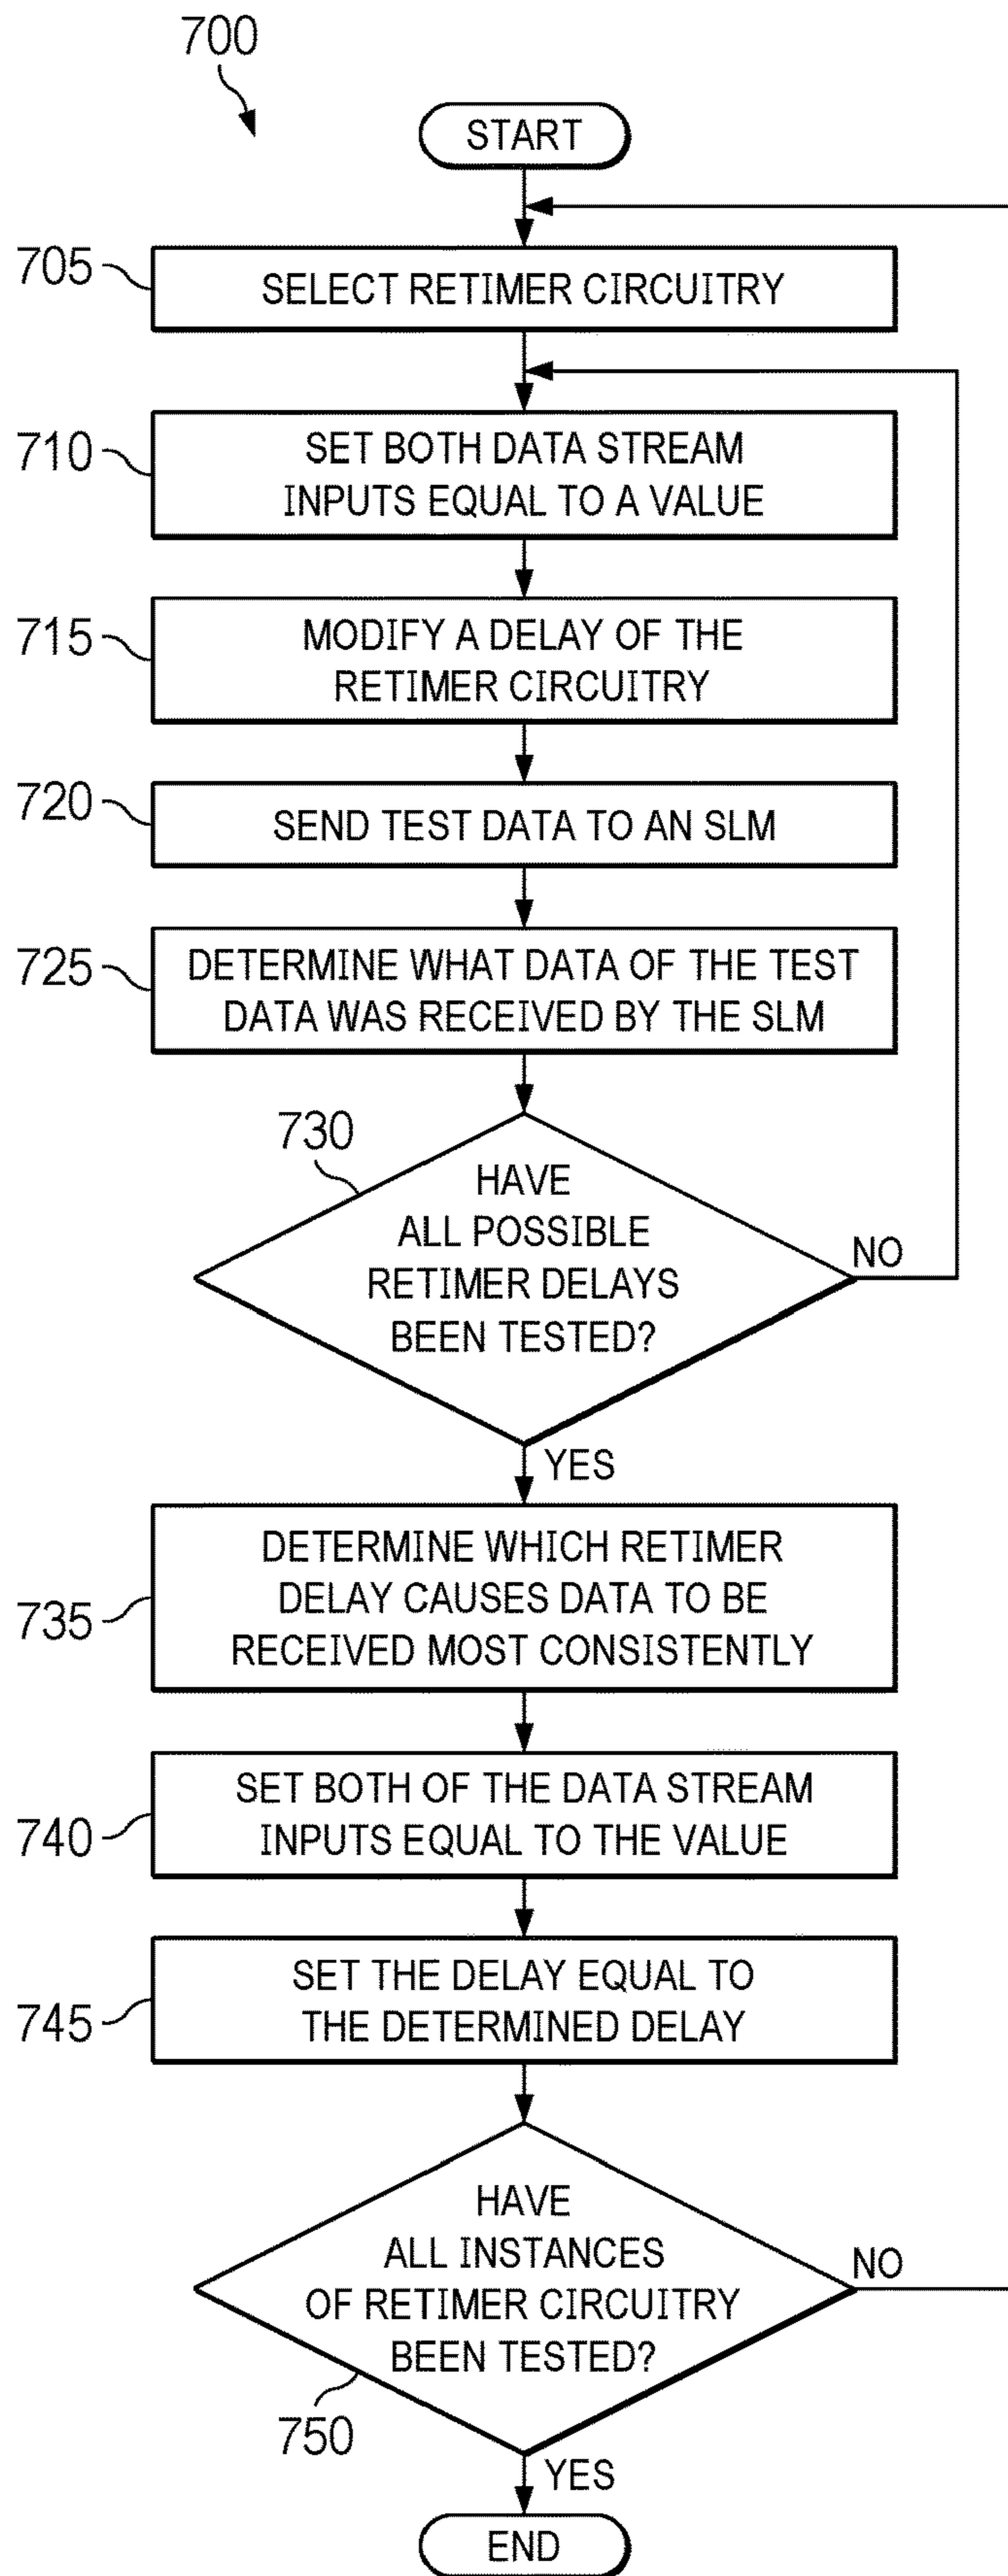 700
START
705
SELECT RETIMER CIRCUITRY
710
SET BOTH DATA STREAM
INPUTS EQUAL TO A VALUE
715
MODIFY A DELAY OF THE
RETIMER CIRCUITRY
720
SEND TEST DATA TO AN SLM
725
DETERMINE WHAT DATA OF THE TEST
DATA WAS RECEIVED BY THE SLM
730
HAVE
ALL POSSIBLE
RETIMER DELAYS
BEEN TESTED?
NO
YES
735
DETERMINE WHICH RETIMER
DELAY CAUSES DATA TO BE
RECEIVED MOST CONSISTENTLY
740
SET BOTH OF THE DATA STREAM
INPUTS EQUAL TO THE VALUE
745
SET THE DELAY EQUAL TO
THE DETERMINED DELAY
HAVE
ALL INSTANCES
OF RETIMER CIRCUITRY
BEEN TESTED?
NO
750
YES
END